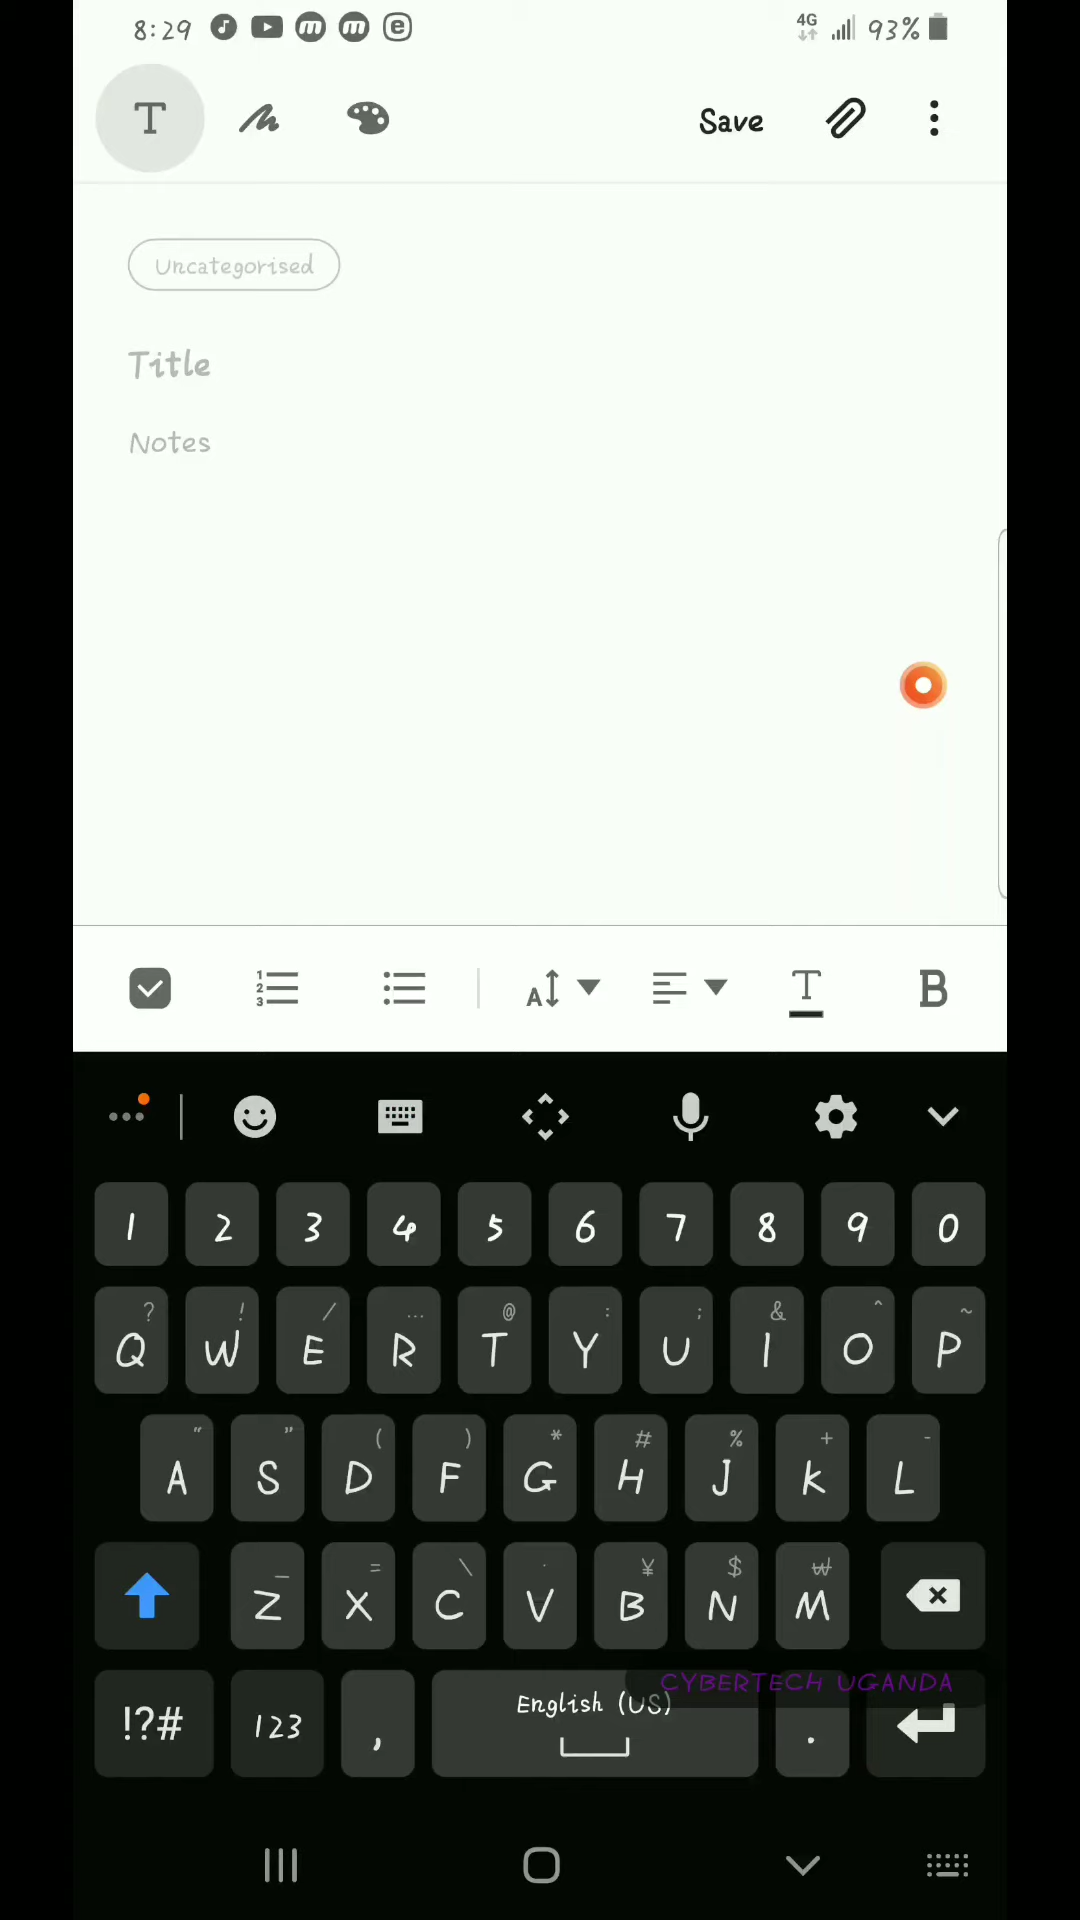 8:29 4G 93%
Save
Uncategorised
Title
Notes
1 2 3 4 5 6 7 8 9 0
? ! / ... @ : ; & ^ ~
Q W E R T Y U I O P
" " ( ) * # % + -
A S D F G H J K L
_ = \ · ¥ $ ₩
Z X C V B N M
CYBERTECH UGANDA
!?# 123 , English (US) .